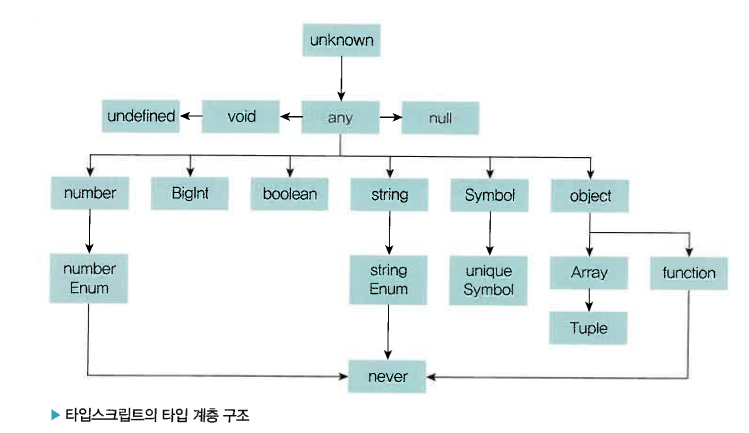 unknown
undefined void any null
number BigInt boolean string Symbol object
number string unique Array function
Enum Enum Symbol
Tuple
never
▶ 타입스크립트의 타입 계층 구조